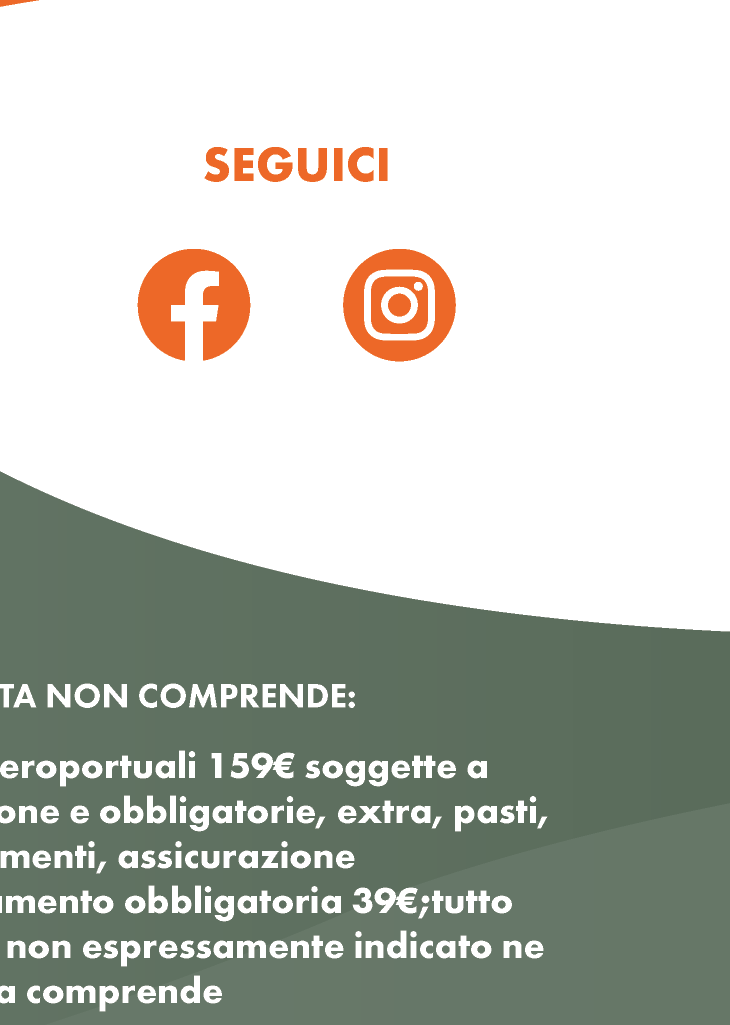 SEGUICI
TA NON COMPRENDE:
eroportuali 159€ soggette a
one e obbligatorie, extra, pasti,
menti, assicurazione
amento obbligatoria 39€;tutto
non espressamente indicato ne
a comprende